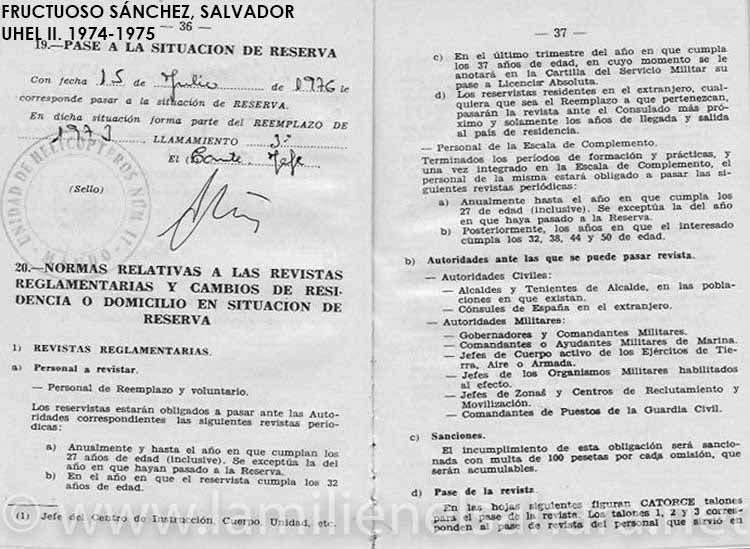 FRUCTUOSO SÁNCHEZ, SALVADOR
UHEL II. 1974-1975
— 36 —
19.—PASE A LA SITUACION DE RESERVA
Con fecha 15 de Julio de 1976 le
corresponde pasar a la situación de RESERVA.
En dicha situación forma parte del REEMPLAZO DE
1973, LLAMAMIENTO 3º
El Comte Jefe
(Sello)
UNIDAD DE HELICOPTEROS NUM II - MANDO
20.—NORMAS RELATIVAS A LAS REVISTAS
REGLAMENTARIAS Y CAMBIOS DE RESI-
DENCIA O DOMICILIO EN SITUACION DE
RESERVA
1) REVISTAS REGLAMENTARIAS.
a) Personal a revistar.
— Personal de Reemplazo y voluntario.
Los reservistas estarán obligados a pasar ante las Auto-
ridades correspondientes las siguientes revistas perió-
dicas:
a) Anualmente y hasta el año en que cumplan los
27 años de edad (inclusive). Se exceptúa la del
año en que hayan pasado a la Reserva.
b) En el año en que el reservista cumpla los 32
años de edad.
(1) Jefe del Centro de Instrucción, Cuerpo, Unidad, etc.
— 37 —
c) En el último trimestre del año en que cumpla
los 37 años de edad, en cuyo momento se le
anotará en la Cartilla del Servicio Militar su
pase a Licencia Absoluta.
d) Los reservistas residentes en el extranjero, cual-
quiera que sea el Reemplazo a que pertenezcan,
pasarán la revista ante el Consulado más pró-
ximo y solamente los años de llegada y salida
al país de residencia.
— Personal de la Escala de Complemento.
Terminados los períodos de formación y prácticas, y
una vez integrado en la Escala de Complemento, el
personal de la misma estará obligado a pasar las si-
guientes revistas periódicas:
a) Anualmente hasta el año en que cumpla los
27 de edad (inclusive). Se exceptúa la del año
en que haya pasado a la Reserva.
b) Posteriormente, los años en que el interesado
cumpla los 32, 38, 44 y 50 de edad.
b) Autoridades ante las que se puede pasar revista.
— Autoridades Civiles:
— Alcaldes y Tenientes de Alcalde, en las pobla-
ciones en que existan.
— Cónsules de España en el extranjero.
— Autoridades Militares:
— Gobernadores y Comandantes Militares.
— Comandantes o Ayudantes Militares de Marina.
— Jefes de Cuerpo activo de los Ejércitos de Tie-
rra, Aire o Armada.
— Jefes de los Organismos Militares habilitados
al efecto.
— Jefes de Zonas y Centros de Reclutamiento y
Movilización.
— Comandantes de Puestos de la Guardia Civil.
c) Sanciones.
El incumplimiento de esta obligación será sancio-
nada con multa de 100 pesetas por cada omisión, que
serán acumulables.
d) Pase de la revista
En las hojas siguientes figuran CATORCE talones
para el pase de la revista. Los talones 1, 2 y 3 corres-
ponden al pase de revista del personal que sirvió en